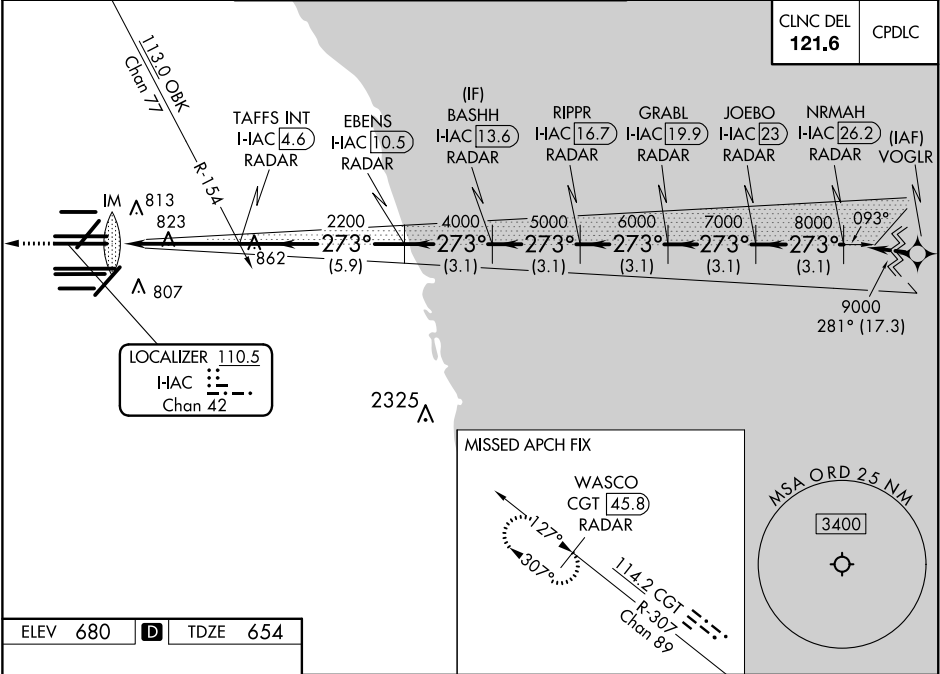 CLNC DEL
121.6
CPDLC
113.0 OBK
Chan 77
R-154
TAFFS INT
I-IAC 4.6
RADAR
EBENS
I-IAC 10.5
RADAR
(IF)
BASHH
I-IAC 13.6
RADAR
RIPPR
I-IAC 16.7
RADAR
GRABL
I-IAC 19.9
RADAR
JOEBO
I-IAC 23
RADAR
NRMAH
I-IAC 26.2
RADAR
(IAF)
VOGLR
IM
813
823
862
807
2200
4000
5000
6000
7000
8000
093°
273°
273°
273°
273°
273°
273°
(5.9)
(3.1)
(3.1)
(3.1)
(3.1)
(3.1)
9000
281° (17.3)
LOCALIZER 110.5
I-IAC
Chan 42
2325
MISSED APCH FIX
WASCO
CGT 45.8
RADAR
127°
307°
114.2 CGT
R-307
Chan 89
MSA ORD 25 NM
3400
ELEV 680 D TDZE 654